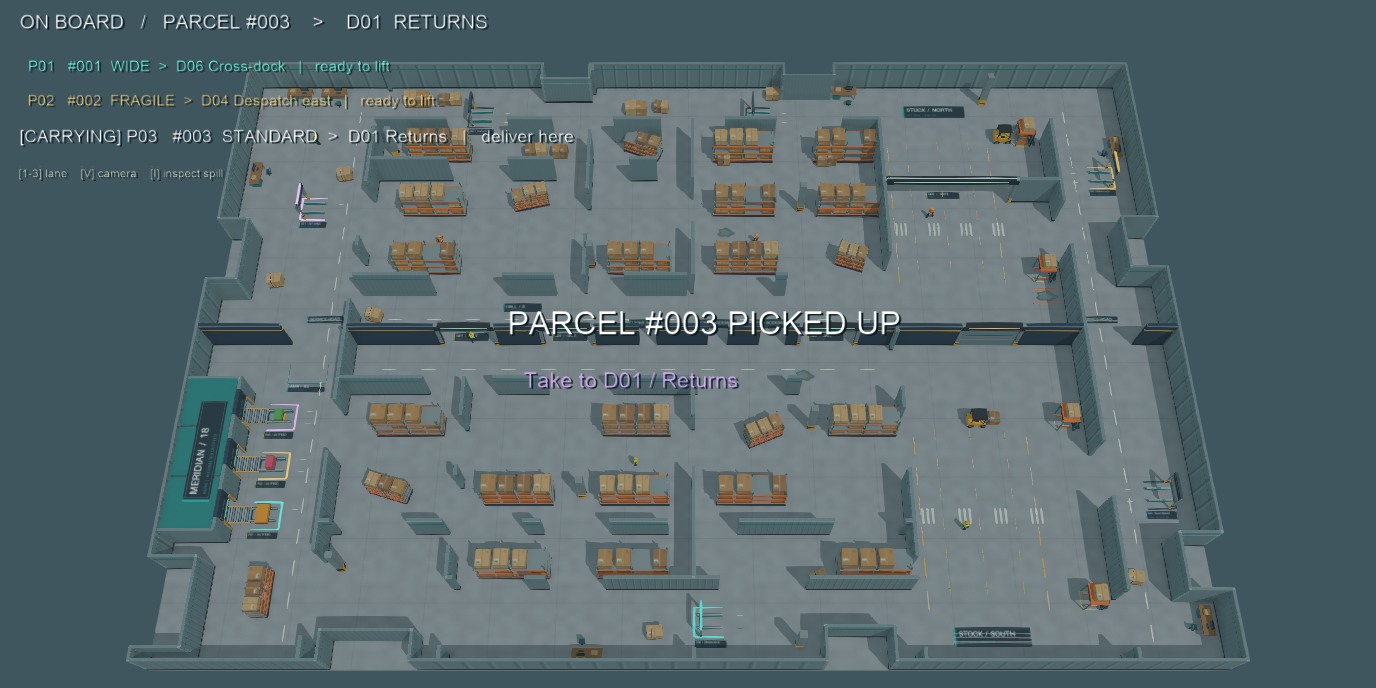 ON BOARD / PARCEL #003 > D01 RETURNS
P01 #001 WIDE > D06 Cross-dock | ready to lift
P02 #002 FRAGILE > D04 Despatch east | ready to lift
[CARRYING] P03 #003 STANDARD > D01 Returns | deliver here
[1-3] lane [V] camera [I] inspect spill
STOCK / NORTH
PARCEL #003 PICKED UP
Take to D01 / Returns
MERIDIAN / 18
STOCK / SOUTH